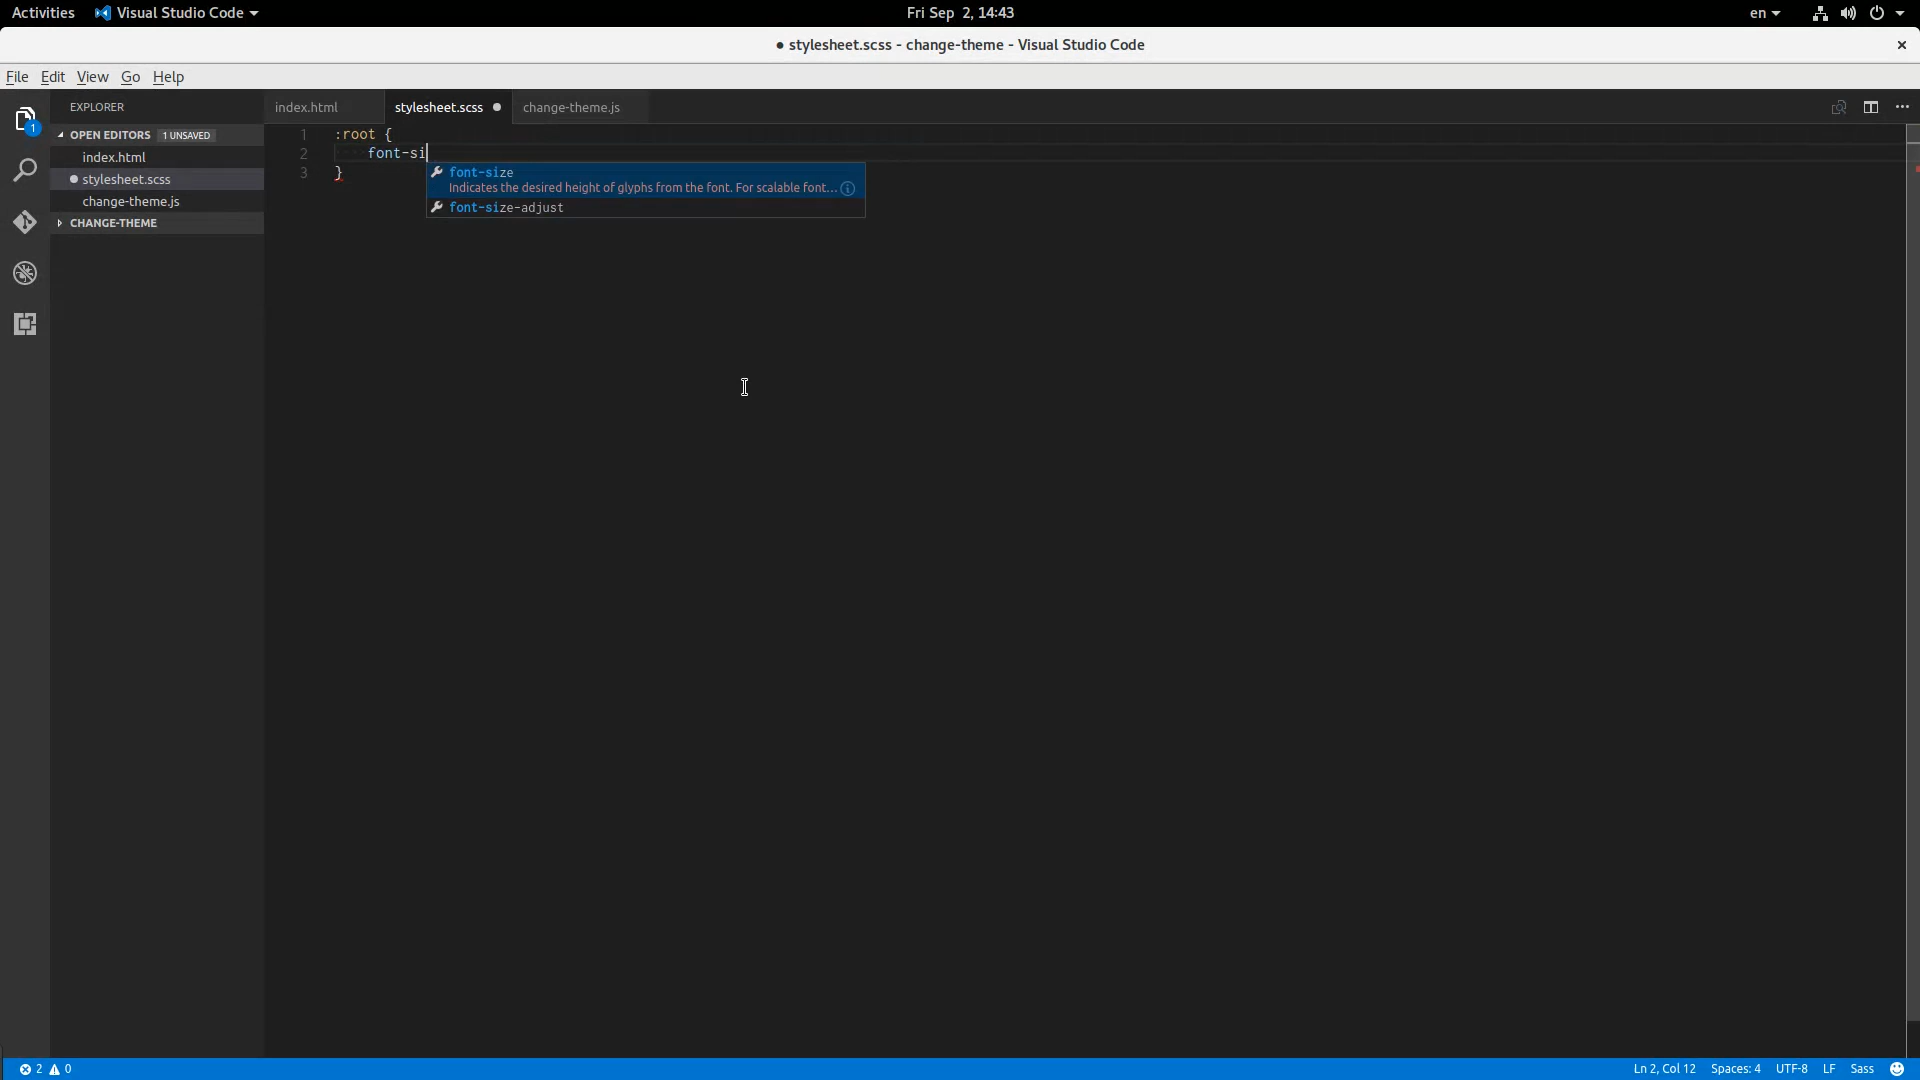 Activities Visual Studio Code Fri Sep 2, 14:43 en
● stylesheet.scss - change-theme - Visual Studio Code ×
File Edit View Go Help
EXPLORER index.html stylesheet.scss change-theme.js
OPEN EDITORS 1 UNSAVED
index.html
stylesheet.scss
change-theme.js
CHANGE-THEME
1
1 :root {
2 font-si
3 }
font-size
Indicates the desired height of glyphs from the font. For scalable font...
font-size-adjust
2 0 Ln 2, Col 12 Spaces: 4 UTF-8 LF Sass